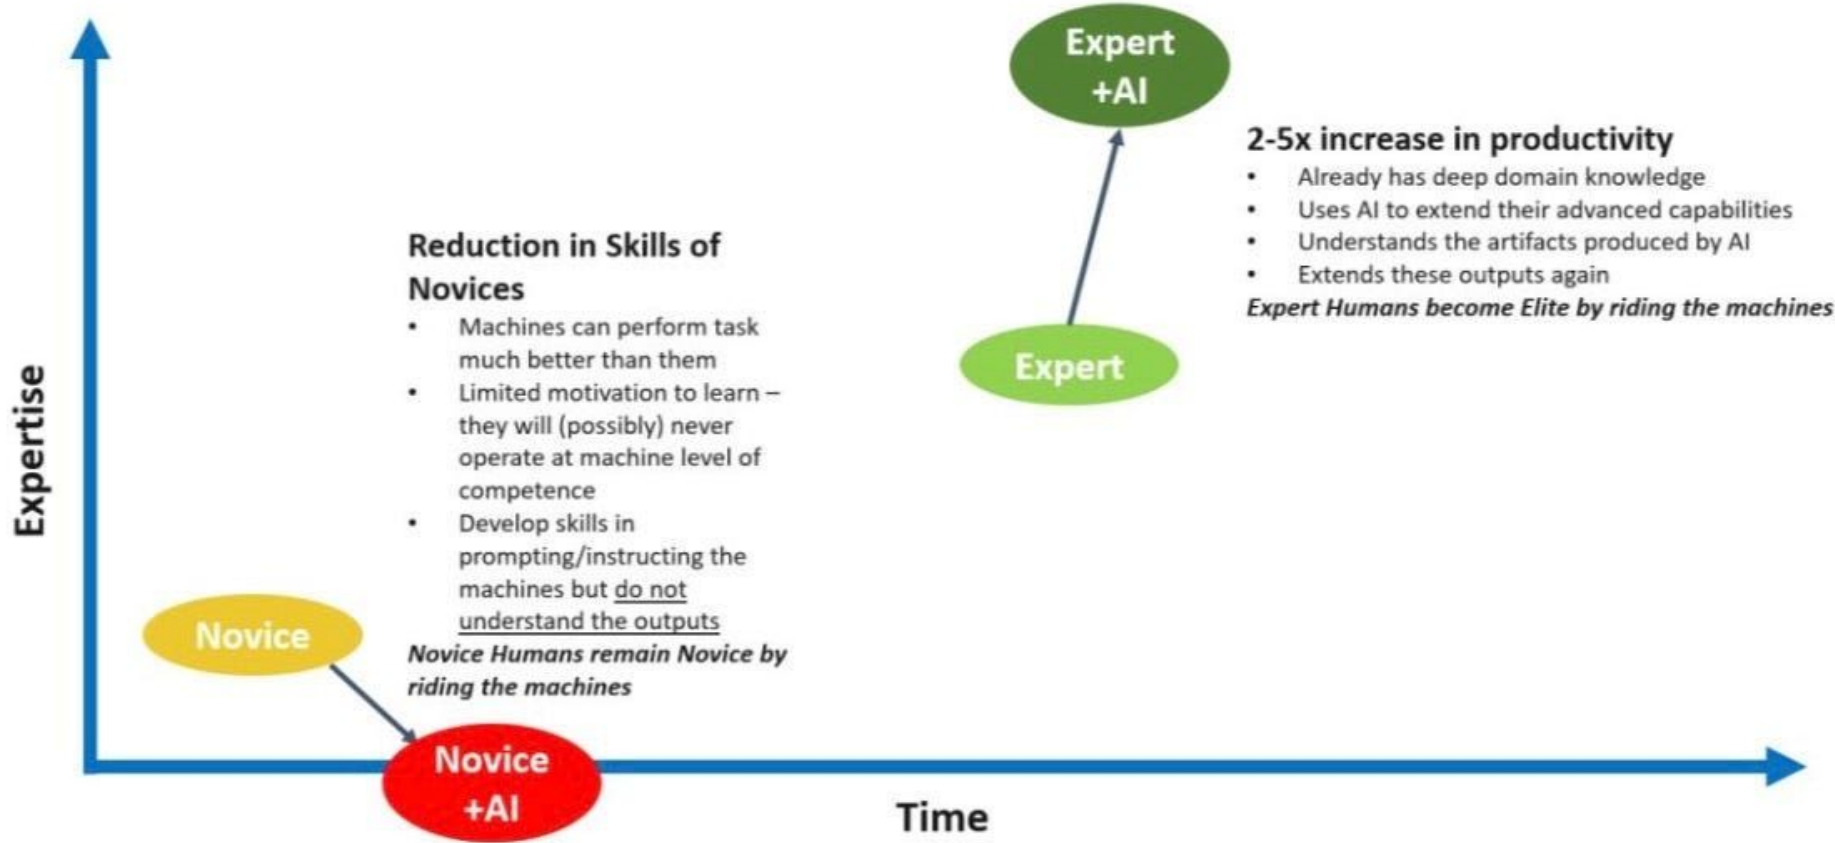 Expert
+AI
2-5x increase in productivity
• Already has deep domain knowledge
• Uses AI to extend their advanced capabilities
• Understands the artifacts produced by AI
• Extends these outputs again
Expert Humans become Elite by riding the machines
Expert
Reduction in Skills of
Novices
• Machines can perform task
much better than them
• Limited motivation to learn –
they will (possibly) never
operate at machine level of
competence
• Develop skills in
prompting/instructing the
machines but do not
understand the outputs
Novice Humans remain Novice by
riding the machines
Expertise
Novice
Novice
+AI
Time